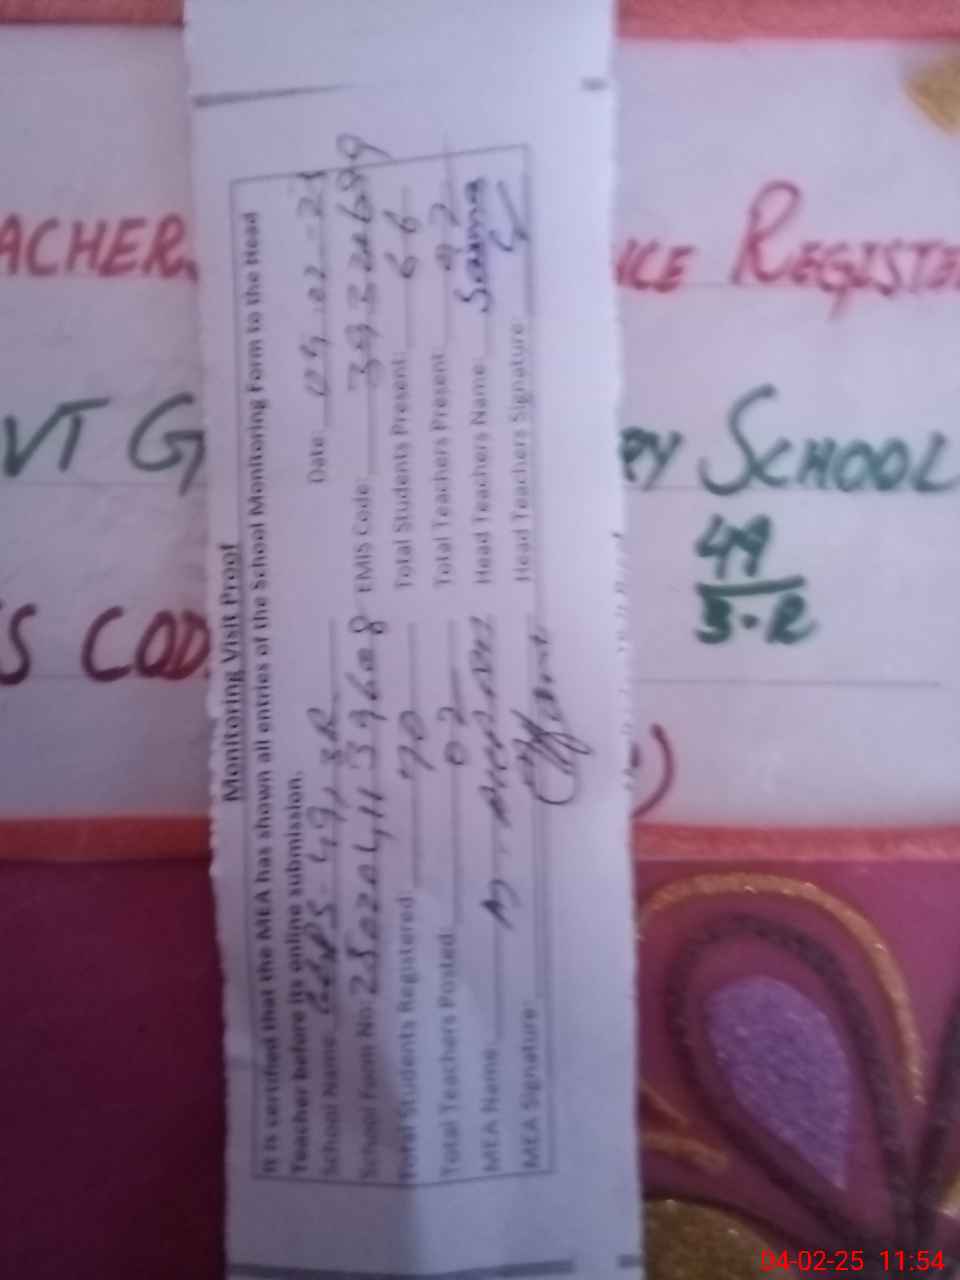 Monitoring Visit Proof
It is certified that the MEA has shown all entries of the School Monitoring Form to the Head
Teacher before its online submission.
School Name: GGPS - 49/3R Date: 04-02-25
School Form No: 2502041139608 EMIS Code:
Total Students Registered: 70 Total Students Present: 66
Total Teachers Posted: 02 Total Teachers Present: 02
MEA Name: Head Teachers Name: Saima
MEA Signature: Head Teachers Signature:
ACHER NCE REGISTE
VT G RY SCHOOL
49
3-R
S COD
04-02-25 11:54